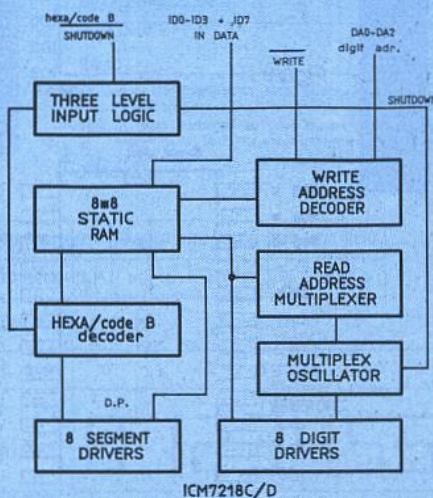 hexa/code B
SHUTDOWN
ID0-ID3 + ,ID7
IN DATA
WRITE
DA0-DA2
digit adr.
SHUTDOWN
THREE LEVEL
INPUT LOGIC
8*8
STATIC
RAM
WRITE
ADDRESS
DECODER
READ
ADDRESS
MULTIPLEXER
HEXA/code B
decoder
MULTIPLEX
OSCILLATOR
D.P.
8 SEGMENT
DRIVERS
8 DIGIT
DRIVERS
ICM7218C/D